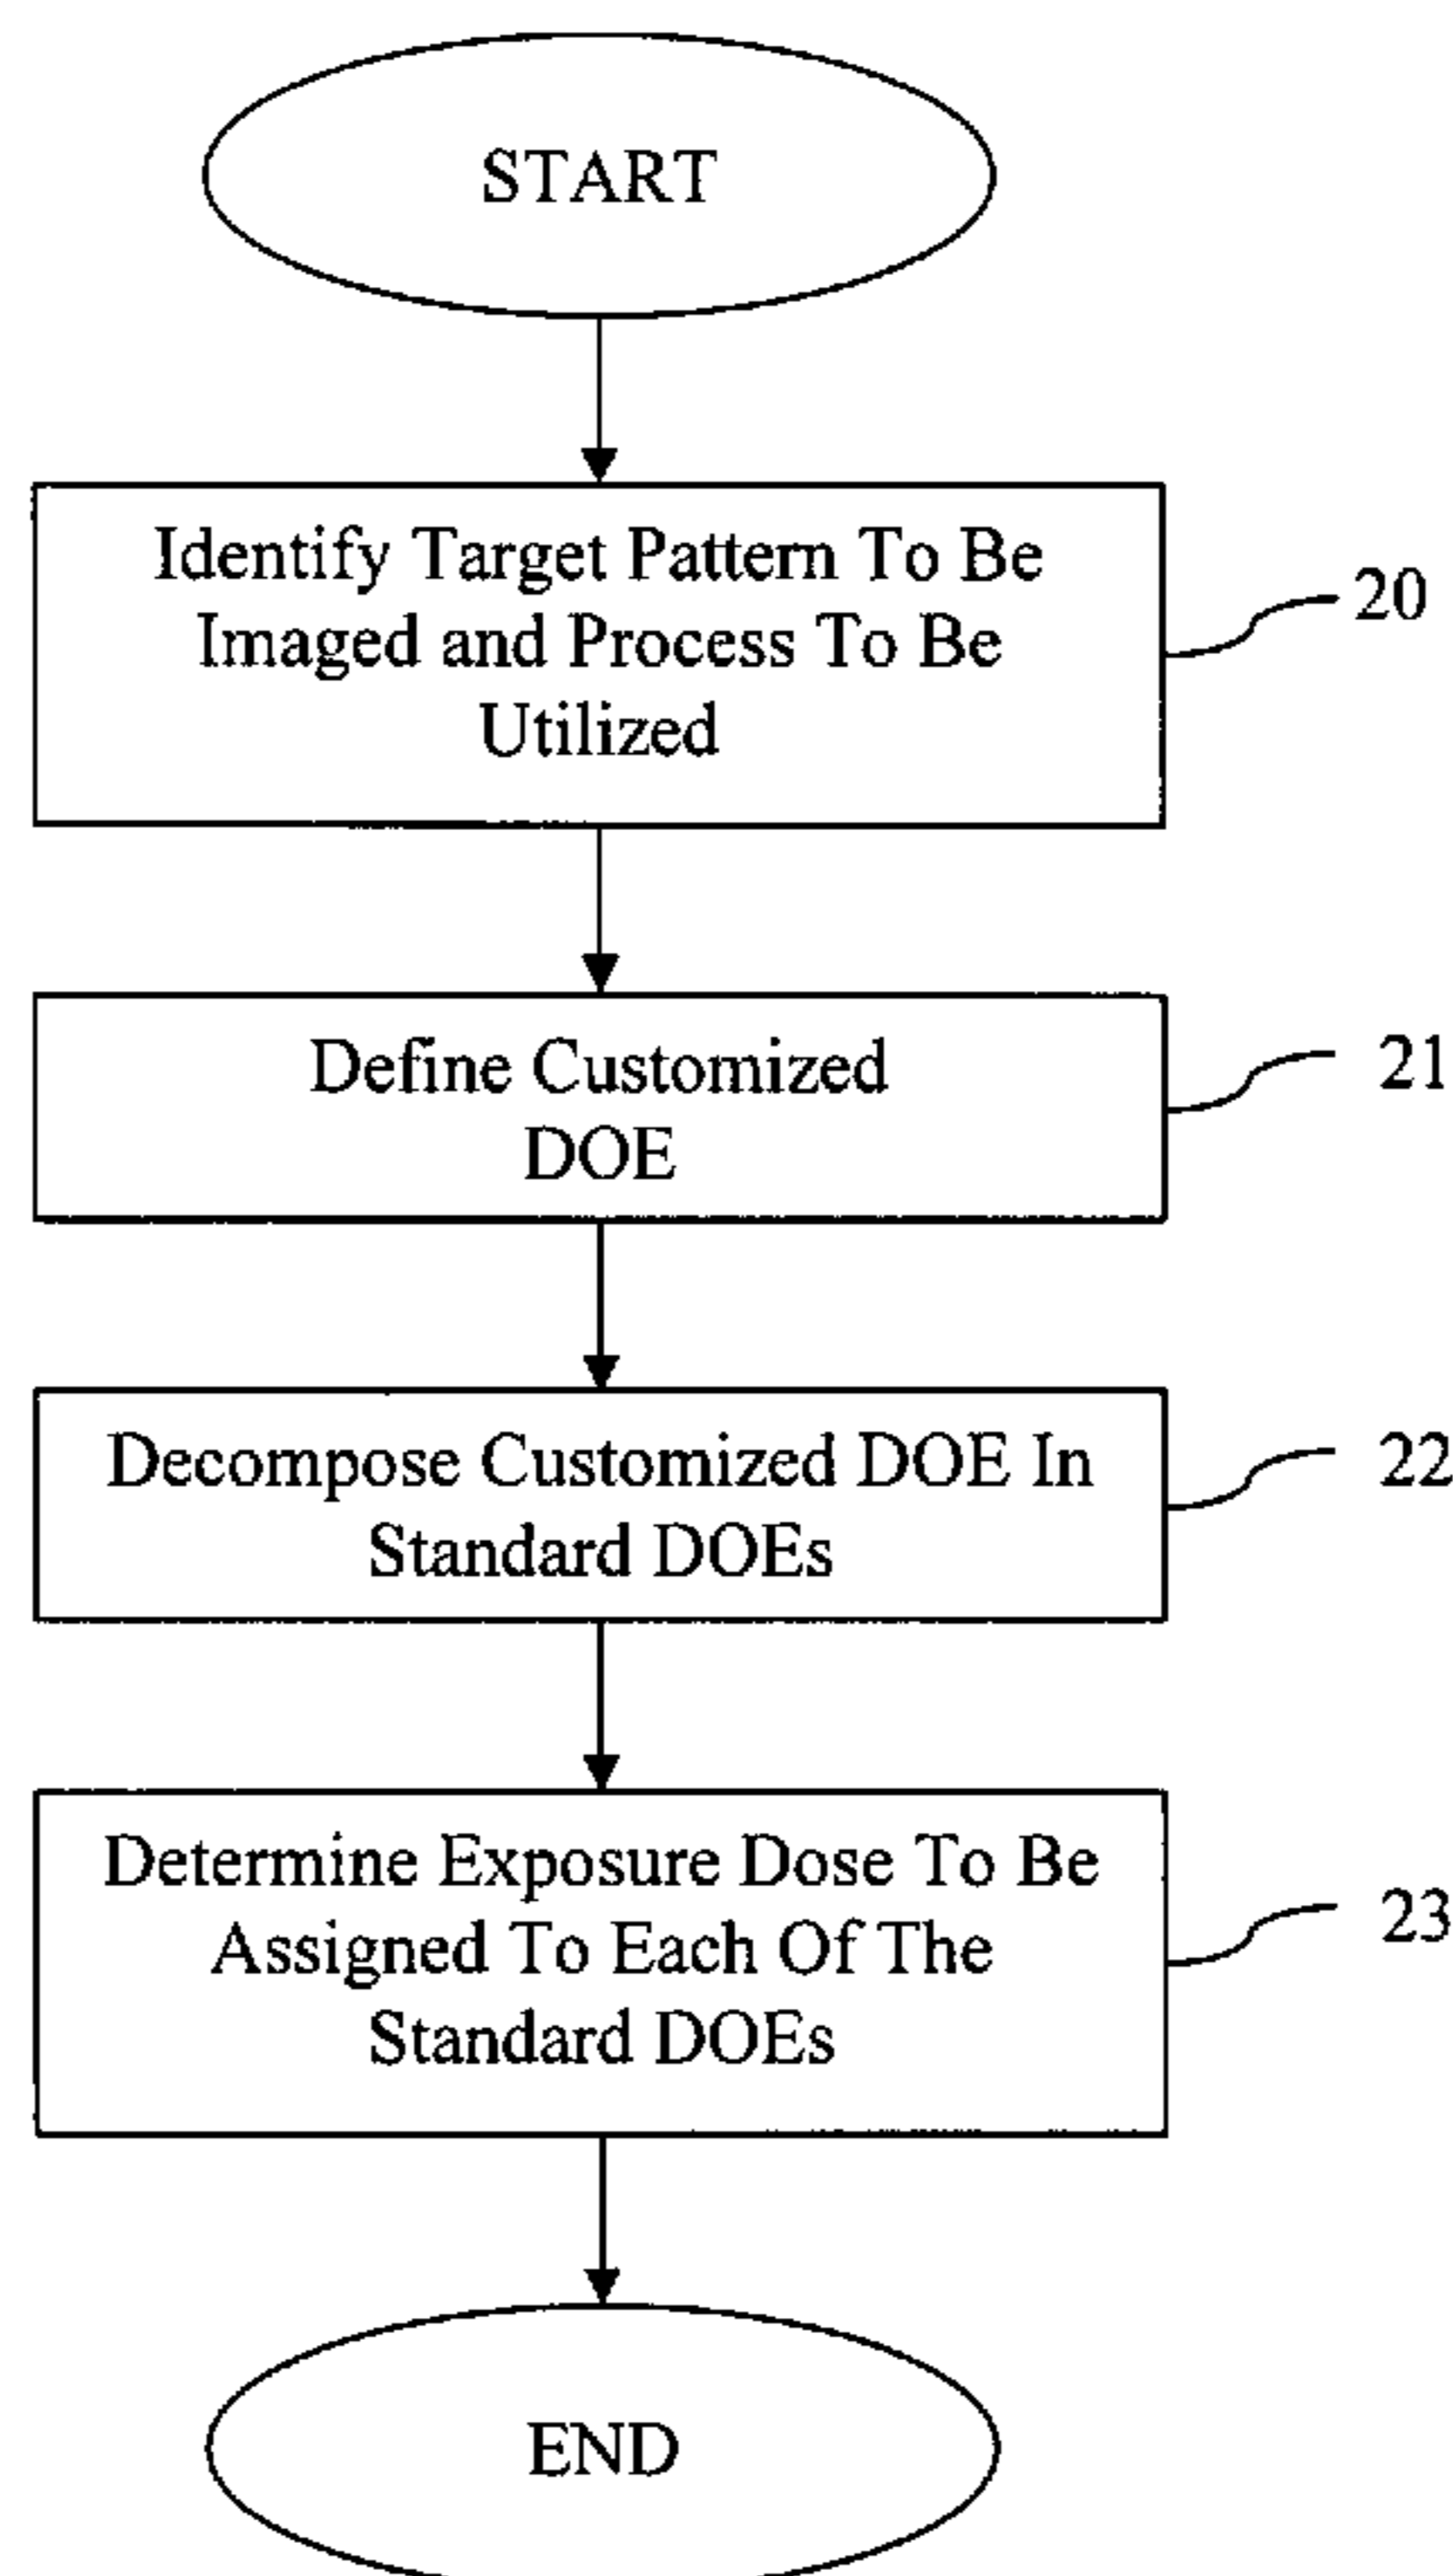 START
Identify Target Pattern To Be
Imaged and Process To Be
Utilized
20
Define Customized
DOE
21
Decompose Customized DOE In
Standard DOEs
22
Determine Exposure Dose To Be
Assigned To Each Of The
Standard DOEs
23
END